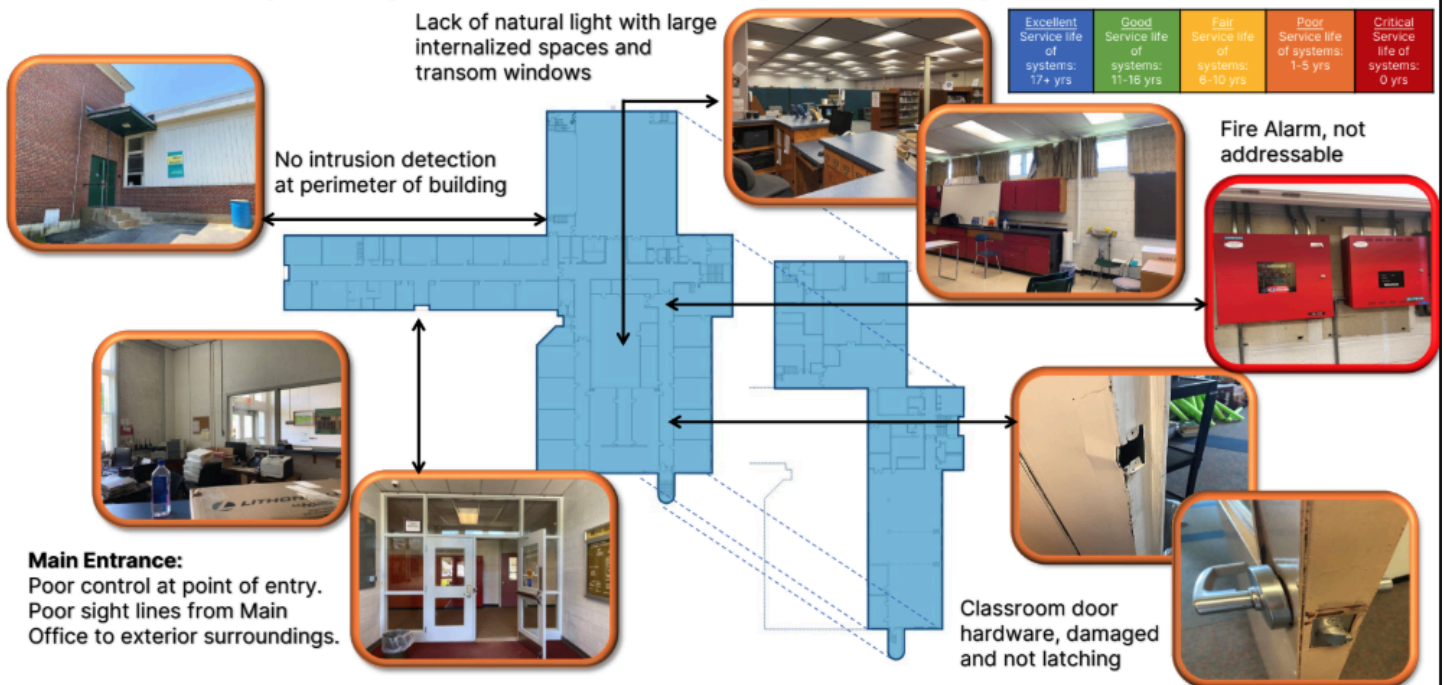 Lack of natural light with large
internalized spaces and
transom windows
Excellent
Service life
of
systems:
17+ yrs
Good
Service life
of
systems:
11-16 yrs
Fair
Service life
of
systems:
6-10 yrs
Poor
Service life
of systems:
1-5 yrs
Critical
Service
life of
systems:
0 yrs
No intrusion detection
at perimeter of building
Fire Alarm, not
addressable
LITHON
Main Entrance:
Poor control at point of entry.
Poor sight lines from Main
Office to exterior surroundings.
Classroom door
hardware, damaged
and not latching